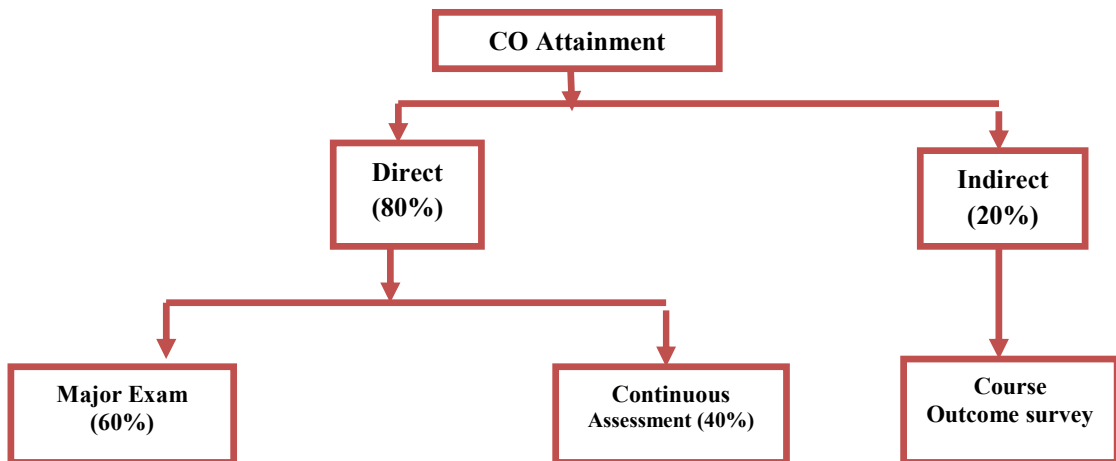 CO Attainment
Direct
(80%)
Indirect
(20%)
Major Exam
(60%)
Continuous
Assessment (40%)
Course
Outcome survey